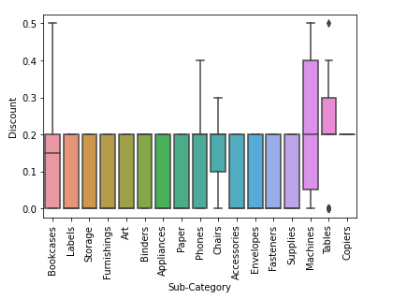 0.5
0.4
0.3
0.2
0.1
0.0
Discount
Bookcases
Labels
Storage
Furnishings
Art
Binders
Appliances
Paper
Phones
Chairs
Accessories
Envelopes
Fasteners
Supplies
Machines
Tables
Copiers
Sub-Category